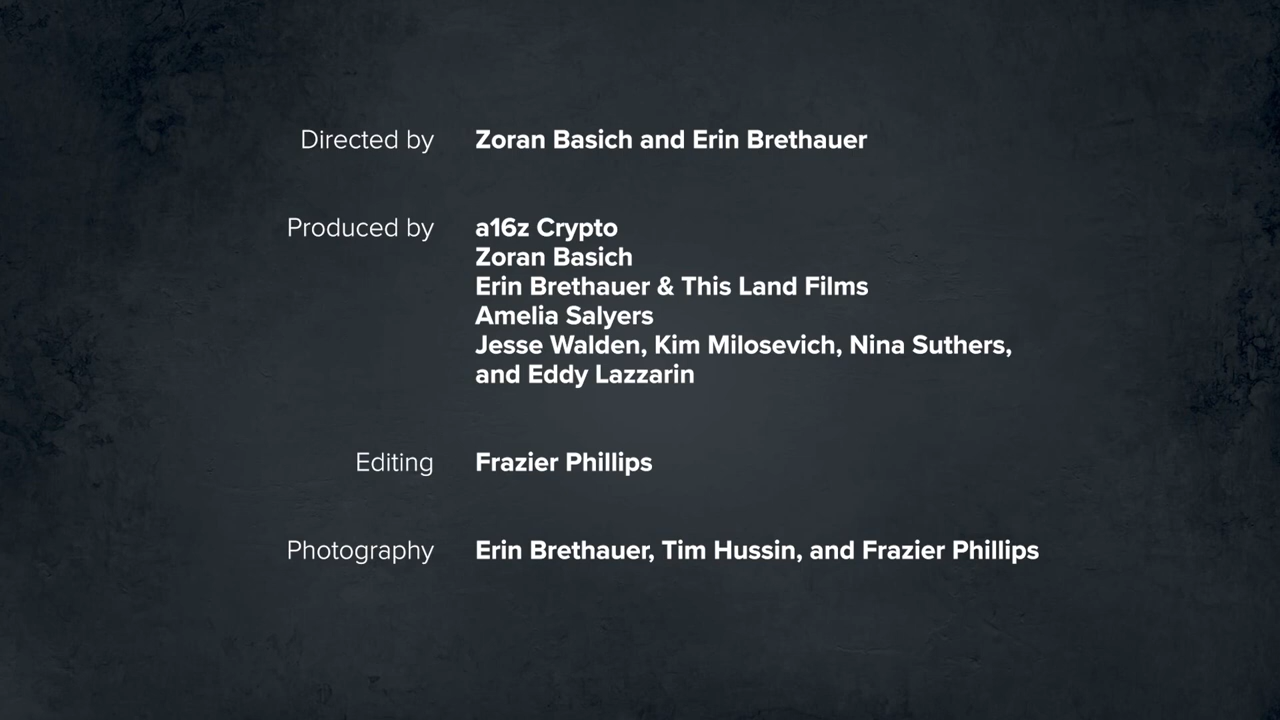 Directed by Zoran Basich and Erin Brethauer
Produced by a16z Crypto
Zoran Basich
Erin Brethauer & This Land Films
Amelia Salyers
Jesse Walden, Kim Milosevich, Nina Suthers,
and Eddy Lazzarin
Editing Frazier Phillips
Photography Erin Brethauer, Tim Hussin, and Frazier Phillips